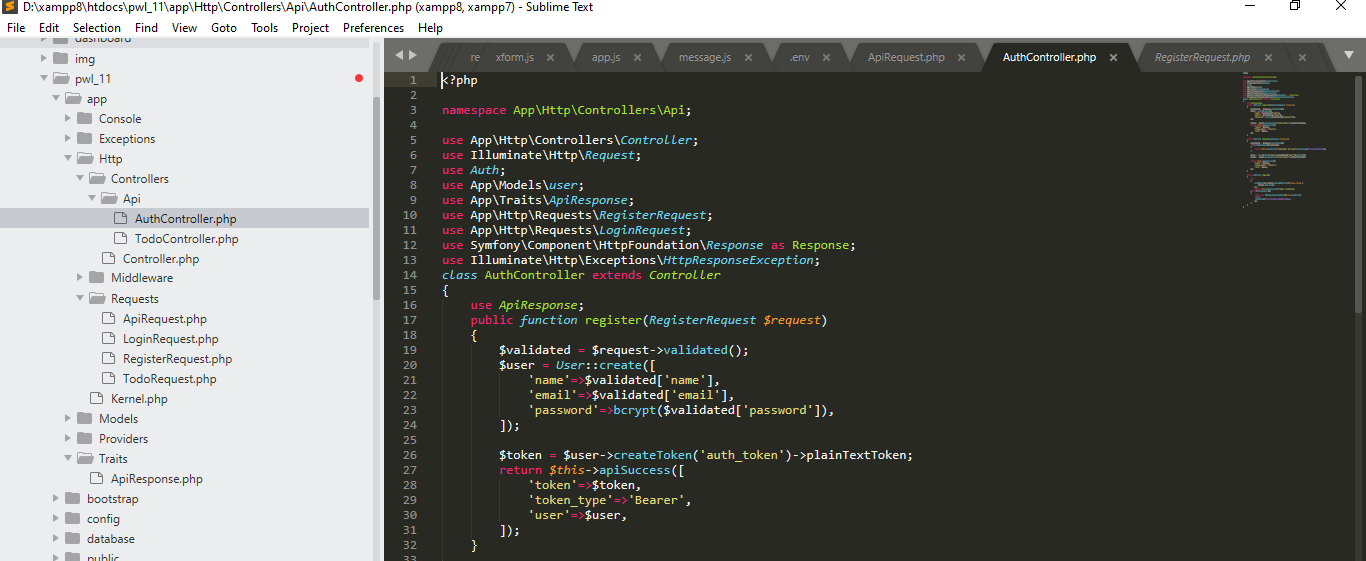 D:\xampp8\htdocs\pwl_11\app\Http\Controllers\Api\AuthController.php (xampp8, xampp7) - Sublime Text
File Edit Selection Find View Goto Tools Project Preferences Help
dashboard
img
pwl_11
app
Console
Exceptions
Http
Controllers
Api
AuthController.php
TodoController.php
Controller.php
Middleware
Requests
ApiRequest.php
LoginRequest.php
RegisterRequest.php
TodoRequest.php
Kernel.php
Models
Providers
Traits
ApiResponse.php
bootstrap
config
database
public
re xform.js app.js message.js .env ApiRequest.php AuthController.php RegisterRequest.php
1 <?php
2
3 namespace App\Http\Controllers\Api;
4
5 use App\Http\Controllers\Controller;
6 use Illuminate\Http\Request;
7 use Auth;
8 use App\Models\user;
9 use App\Traits\ApiResponse;
10 use App\Http\Requests\RegisterRequest;
11 use App\Http\Requests\LoginRequest;
12 use Symfony\Component\HttpFoundation\Response as Response;
13 use Illuminate\Http\Exceptions\HttpResponseException;
14 class AuthController extends Controller
15 {
16 use ApiResponse;
17 public function register(RegisterRequest $request)
18 {
19 $validated = $request->validated();
20 $user = User::create([
21 'name'=>$validated['name'],
22 'email'=>$validated['email'],
23 'password'=>bcrypt($validated['password']),
24 ]);
25
26 $token = $user->createToken('auth_token')->plainTextToken;
27 return $this->apiSuccess([
28 'token'=>$token,
29 'token_type'=>'Bearer',
30 'user'=>$user,
31 ]);
32 }
33